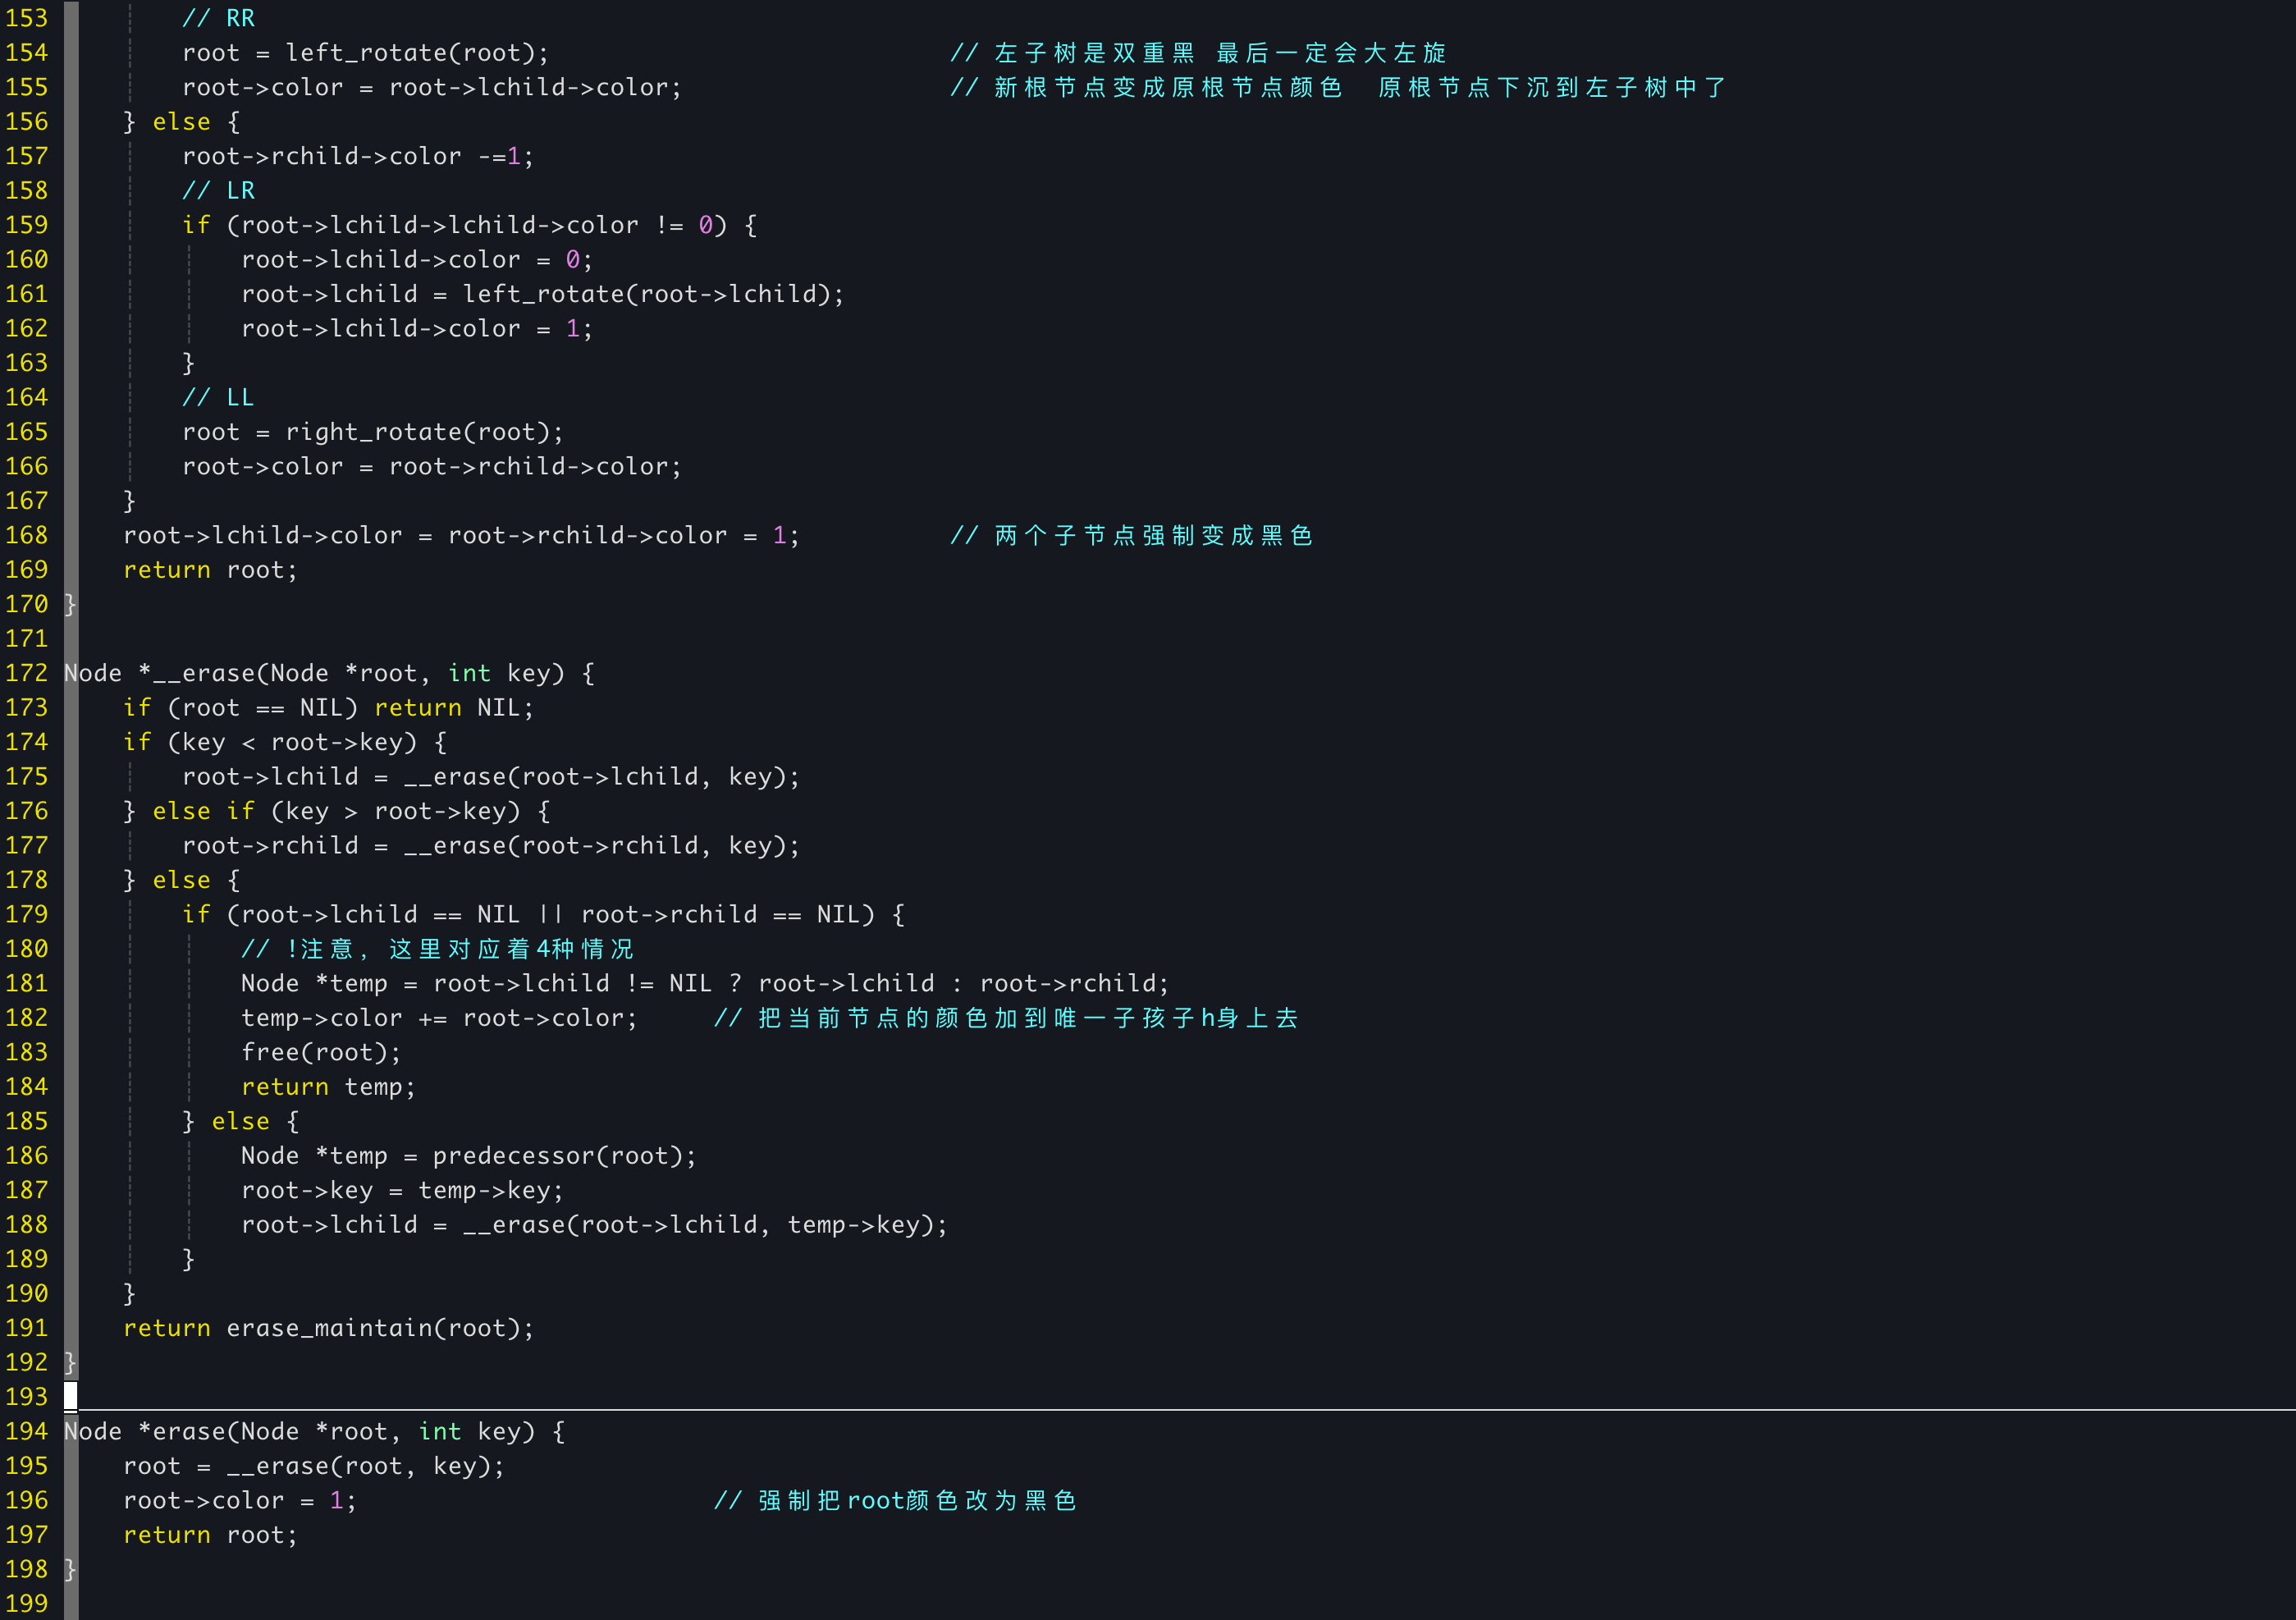 153         // RR
154         root = left_rotate(root);                           // 左子树是双重黑 最后一定会大左旋
155         root->color = root->lchild->color;                  // 新根节点变成原根节点颜色  原根节点下沉到左子树中了
156     } else {
157         root->rchild->color -=1;
158         // LR
159         if (root->lchild->lchild->color != 0) {
160             root->lchild->color = 0;
161             root->lchild = left_rotate(root->lchild);
162             root->lchild->color = 1;
163         }
164         // LL
165         root = right_rotate(root);
166         root->color = root->rchild->color;
167     }
168     root->lchild->color = root->rchild->color = 1;          // 两个子节点强制变成黑色
169     return root;
170 }
171
172 Node *__erase(Node *root, int key) {
173     if (root == NIL) return NIL;
174     if (key < root->key) {
175         root->lchild = __erase(root->lchild, key);
176     } else if (key > root->key) {
177         root->rchild = __erase(root->rchild, key);
178     } else {
179         if (root->lchild == NIL || root->rchild == NIL) {
180             // !注意, 这里对应着4种情况
181             Node *temp = root->lchild != NIL ? root->lchild : root->rchild;
182             temp->color += root->color;     // 把当前节点的颜色加到唯一子孩子h身上去
183             free(root);
184             return temp;
185         } else {
186             Node *temp = predecessor(root);
187             root->key = temp->key;
188             root->lchild = __erase(root->lchild, temp->key);
189         }
190     }
191     return erase_maintain(root);
192 }
193
194 Node *erase(Node *root, int key) {
195     root = __erase(root, key);
196     root->color = 1;                        // 强制把root颜色改为黑色
197     return root;
198 }
199